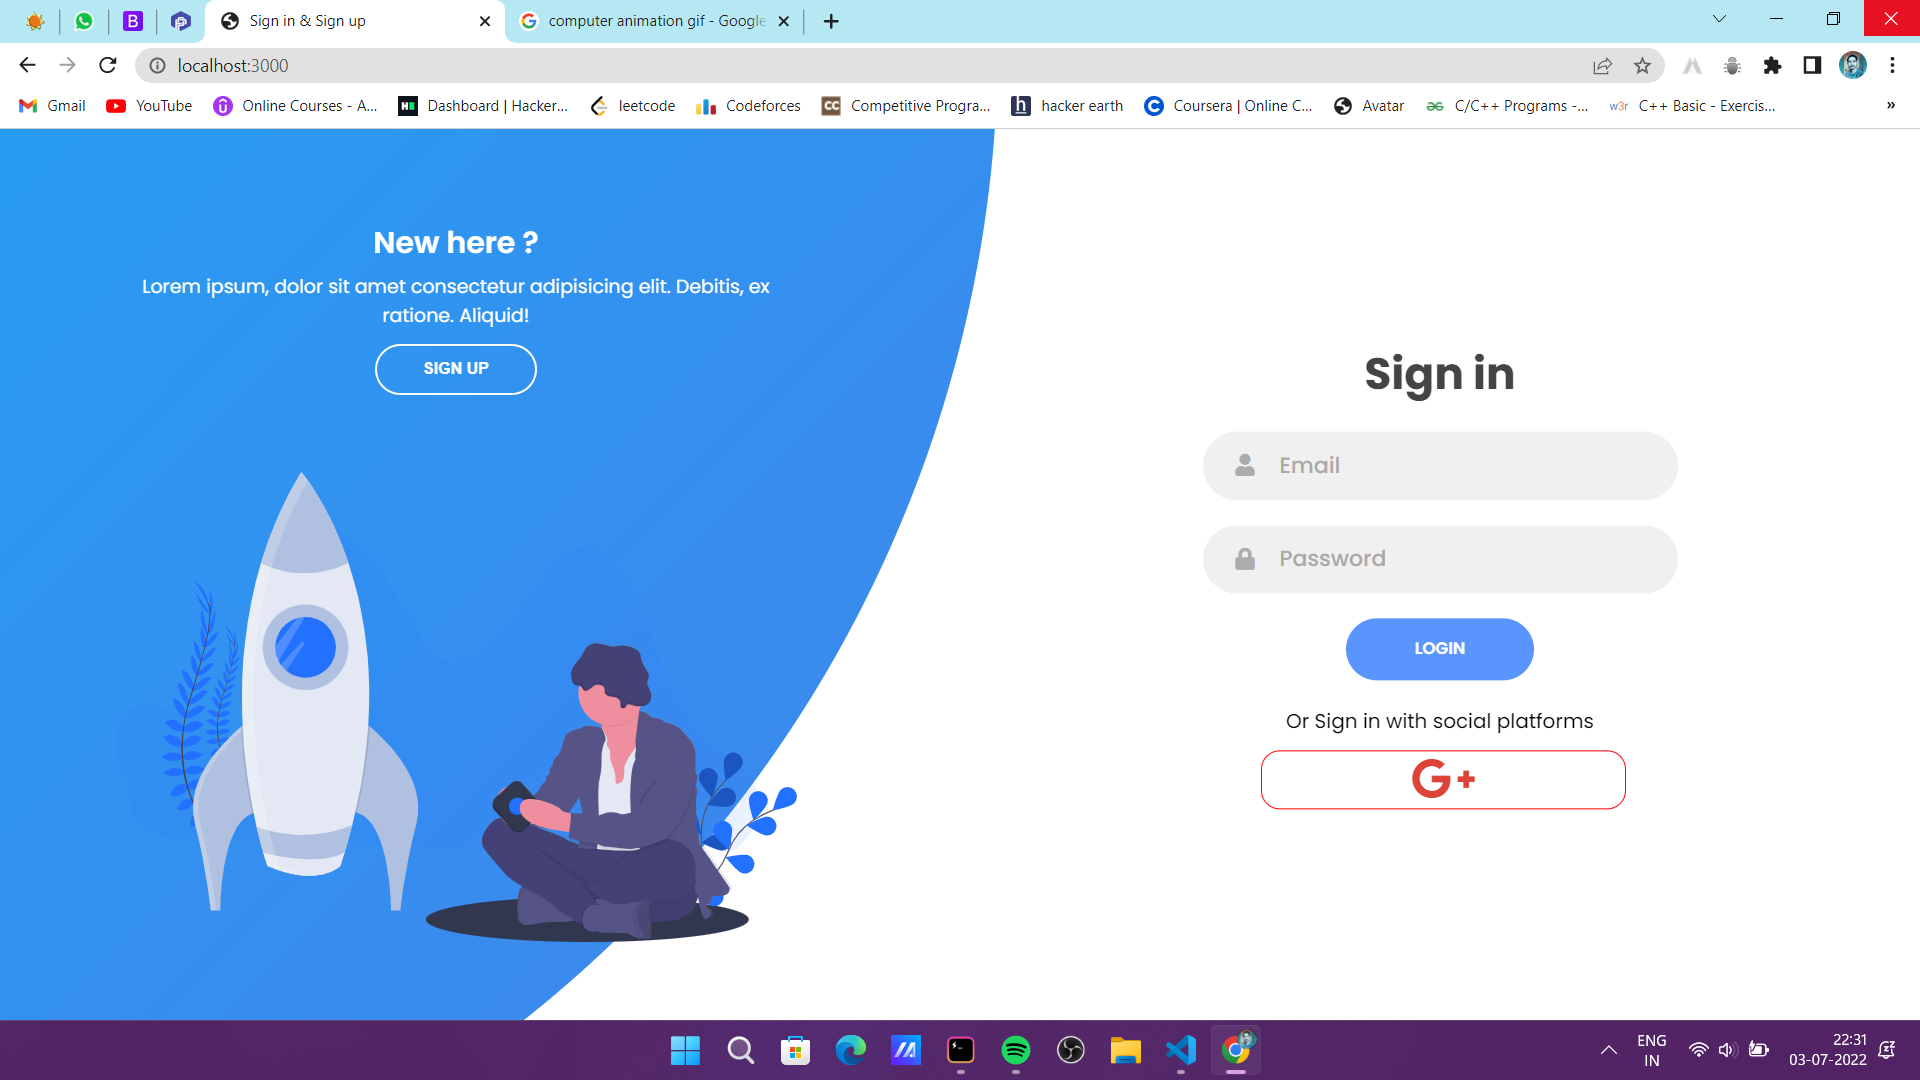 Sign in & Sign up
computer animation gif - Google
localhost:3000
Gmail
YouTube
Online Courses - A...
Dashboard | Hacker...
leetcode
Codeforces
Competitive Progra...
hacker earth
Coursera | Online C...
Avatar
C/C++ Programs -...
C++ Basic - Exercis...
New here ?
Lorem ipsum, dolor sit amet consectetur adipisicing elit. Debitis, ex
ratione. Aliquid!
SIGN UP
Sign in
Email
Password
LOGIN
Or Sign in with social platforms
G+
ENG
IN
22:31
03-07-2022